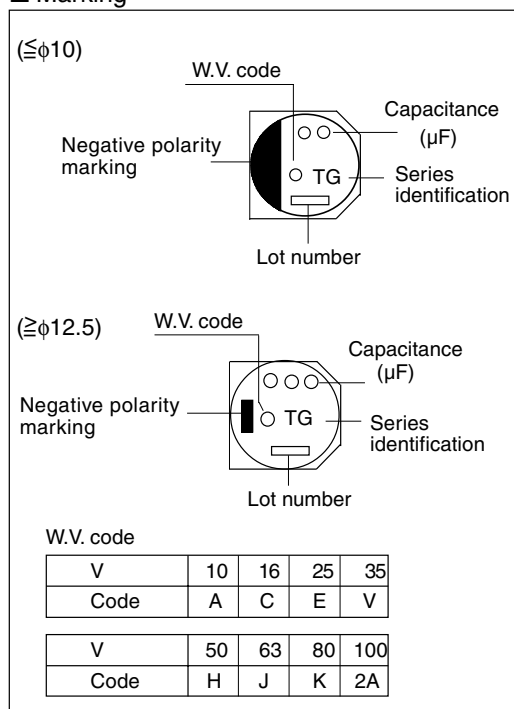 Marking
(≦ϕ10)
W.V. code
Capacitance
(µF)
Negative polarity
marking
TG
Series
identification
Lot number
(≧ϕ12.5)
W.V. code
Capacitance
(µF)
Negative polarity
marking
TG
Series
identification
Lot number
W.V. code
V 10 16 25 35
Code A C E V
V 50 63 80 100
Code H J K 2A